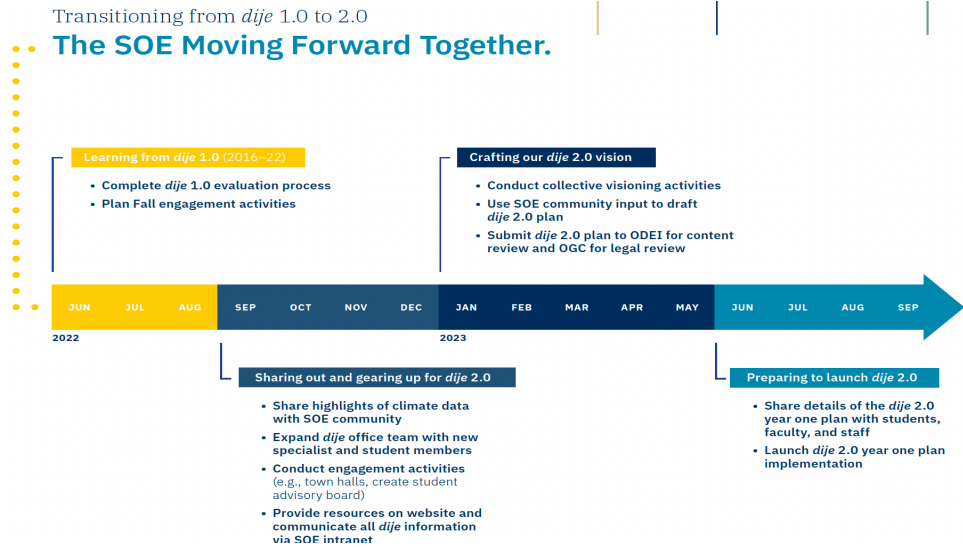 Transitioning from dije 1.0 to 2.0
The SOE Moving Forward Together.
Learning from dije 1.0 (2016–22)
• Complete dije 1.0 evaluation process
• Plan Fall engagement activities
Crafting our dije 2.0 vision
• Conduct collective visioning activities
• Use SOE community input to draft
dije 2.0 plan
• Submit dije 2.0 plan to ODEI for content
review and OGC for legal review
JUN JUL AUG SEP OCT NOV DEC JAN FEB MAR APR MAY JUN JUL AUG SEP
2022 2023
Sharing out and gearing up for dije 2.0
• Share highlights of climate data
with SOE community
• Expand dije office team with new
specialist and student members
• Conduct engagement activities
(e.g., town halls, create student
advisory board)
• Provide resources on website and
communicate all dije information
via SOE intranet
Preparing to launch dije 2.0
• Share details of the dije 2.0
year one plan with students,
faculty, and staff
• Launch dije 2.0 year one plan
implementation